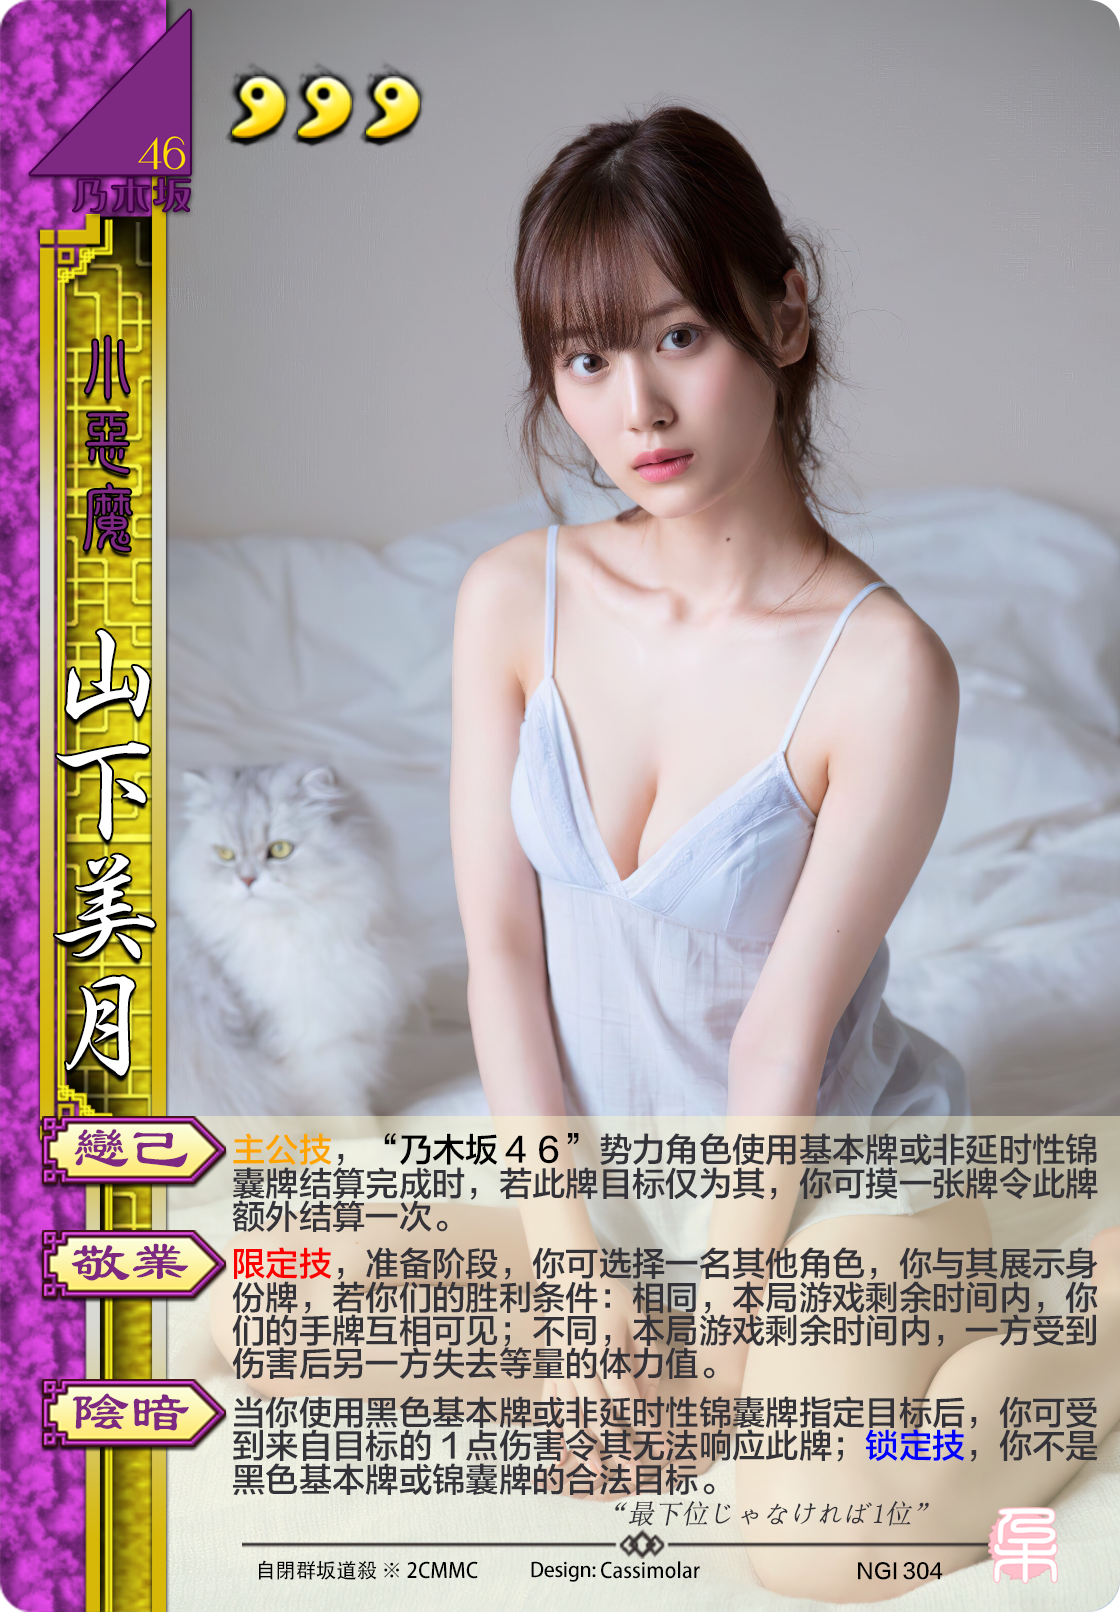 46
乃木坂
小惡魔
山下美月
變己
主公技，“乃木坂４６”势力角色使用基本牌或非延时性锦
囊牌结算完成时，若此牌目标仅为其，你可摸一张牌令此牌
额外结算一次。
敬業
限定技，准备阶段，你可选择一名其他角色，你与其展示身
份牌，若你们的胜利条件：相同，本局游戏剩余时间内，你
们的手牌互相可见；不同，本局游戏剩余时间内，一方受到
伤害后另一方失去等量的体力值。
陰暗
当你使用黑色基本牌或非延时性锦囊牌指定目标后，你可受
到来自目标的１点伤害令其无法响应此牌；锁定技，你不是
黑色基本牌或锦囊牌的合法目标。
“最下位じゃなければ1位”
自閉群坂道殺 ※ 2CMMC Design: Cassimolar NGI 304